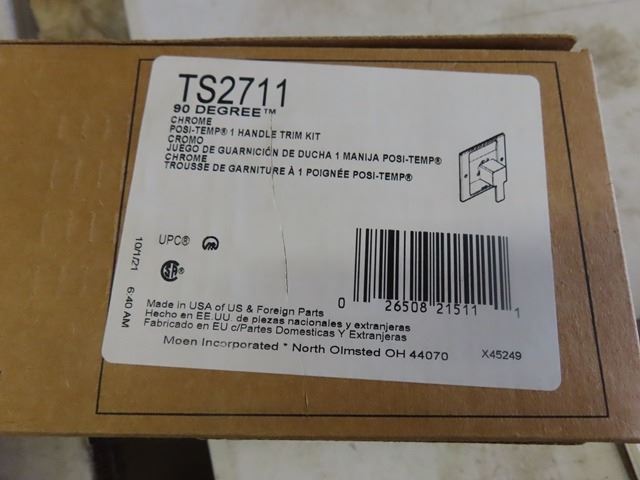 TS2711
90 DEGREE™
CHROME
POSI-TEMP® 1 HANDLE TRIM KIT
CROMO
JUEGO DE GUARNICIÓN DE DUCHA 1 MANIJA POSI-TEMP®
CHROME
TROUSSE DE GARNITURE À 1 POIGNÉE POSI-TEMP®
UPC®
10/1/21 6:40 AM
0 26508 21511 1
Made in USA of US & Foreign Parts
Hecho en EE.UU. de piezas nacionales y extranjeras
Fabricado en EU c/Partes Domesticas Y Extranjeras
Moen Incorporated * North Olmsted OH 44070
X45249